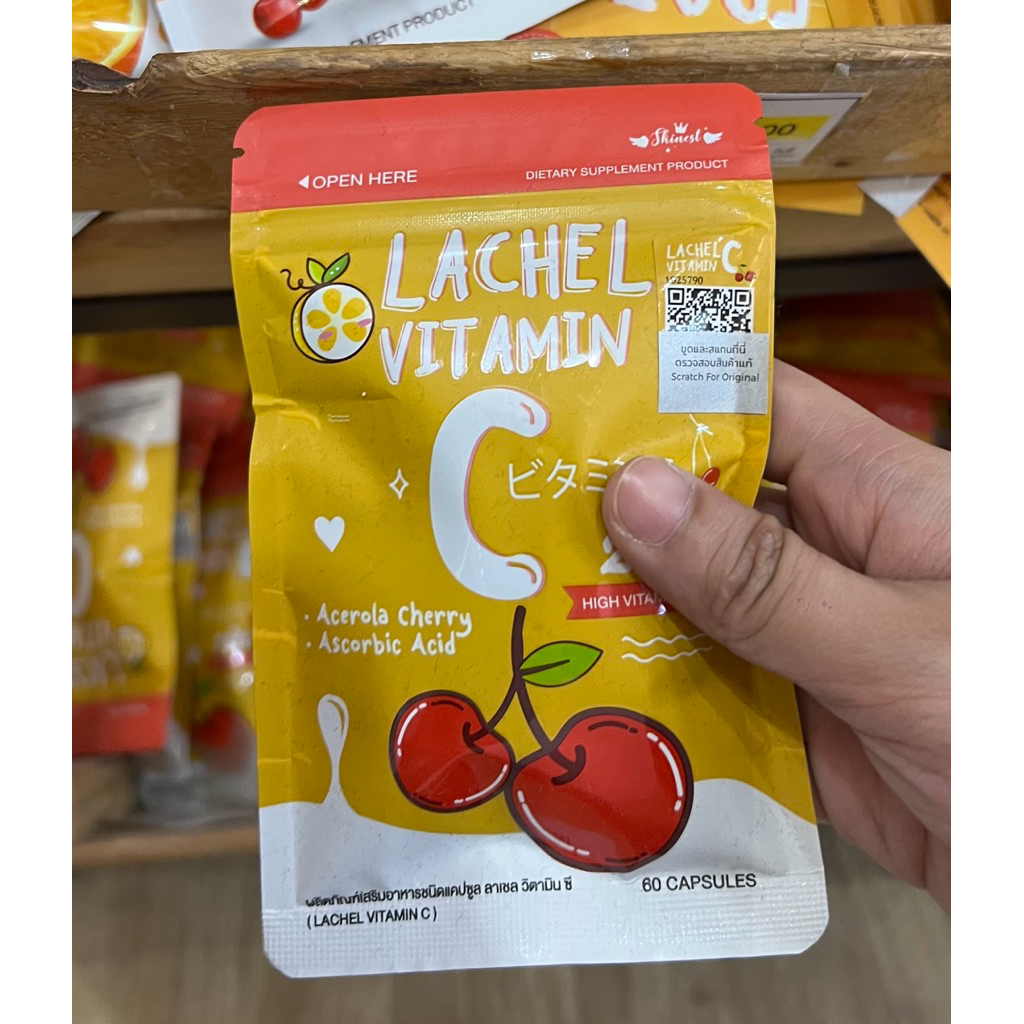 EVENT PRODUCT
Shinest
OPEN HERE
DIETARY SUPPLEMENT PRODUCT
LACHEL
VITAMIN
C
LACHEL C
VITAMIN
ขูดและสแกนที่นี่
ตรวจสอบสินค้าแท้
Scratch For Original
ビタミ
HIGH
• Acerola Cherry
• Ascorbic Acid
ผลิตภัณฑ์เสริมอาหารชนิดแคปซูล ลาเชล วิตามิน ซี
60 CAPSULES
( LACHEL VITAMIN C )